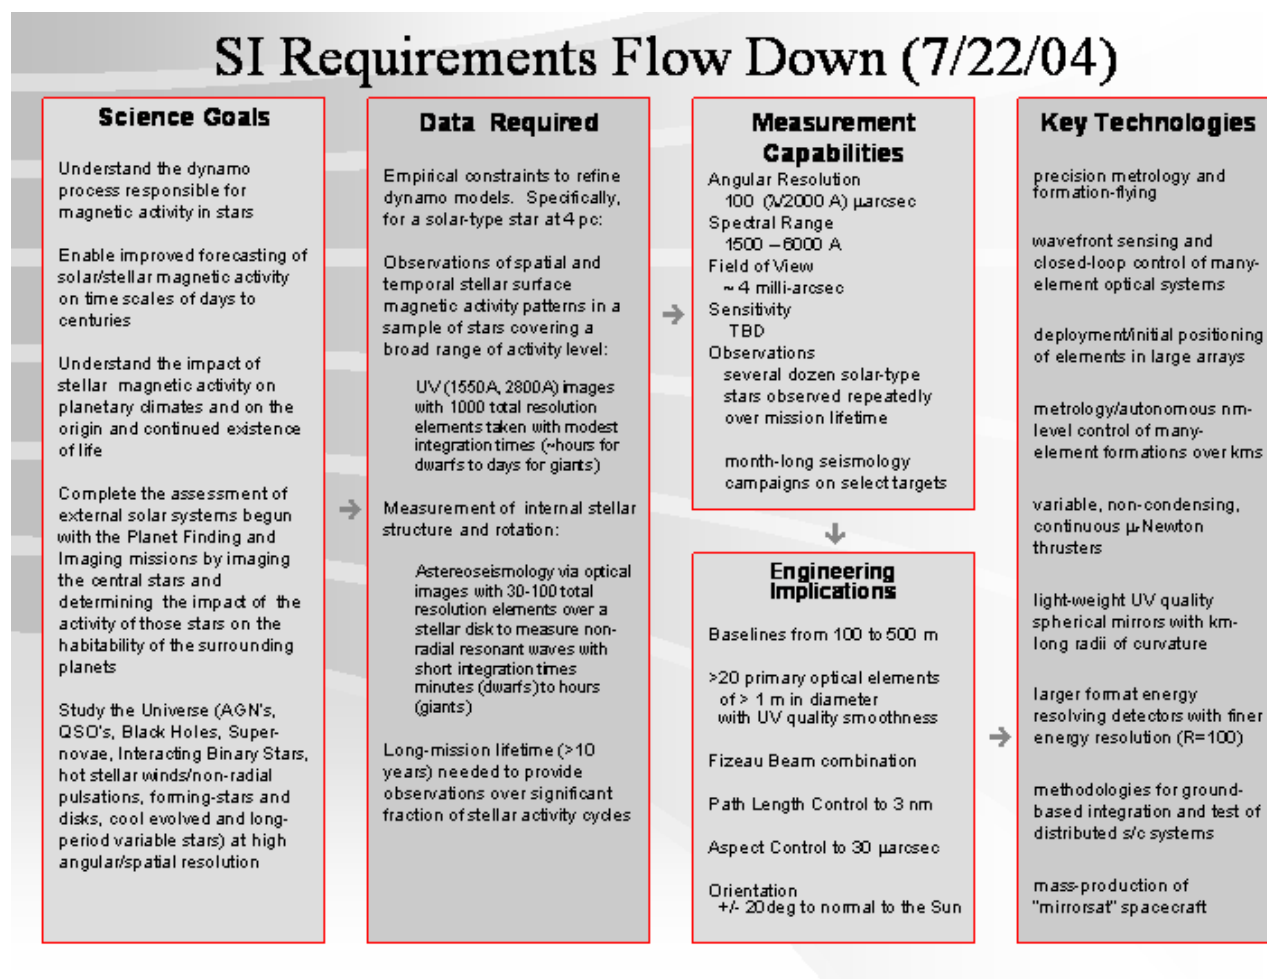 SI Requirements Flow Down (7/22/04)
Science Goals
Understand the dynamo
process responsible for
magnetic activity in stars
Enable improved forecasting of
solar/stellar magnetic activity
on time scales of days to
centuries
Understand the impact of
stellar magnetic activity on
planetary climates and on the
origin and continued existence
of life
Complete the assessment of
external solar systems begun
with the Planet Finding and
Imaging missions by imaging
the central stars and
determining the impact of the
activity of those stars on the
habitability of the surrounding
planets
Study the Universe (AGN's,
QSO's, Black Holes, Super-
novae, Interacting Binary Stars,
hot stellar winds/non-radial
pulsations, forming-stars and
disks, cool evolved and long-
period variable stars) at high
angular/spatial resolution
Data Required
Empirical constraints to refine
dynamo models. Specifically,
for a solar-type star at 4 pc:
Observations of spatial and
temporal stellar surface
magnetic activity patterns in a
sample of stars covering a
broad range of activity level:
UV (1550A, 2800A) images
with 1000 total resolution
elements taken with modest
integration times (~hours for
dwarfs to days for giants)
Measurement of internal stellar
structure and rotation:
Astereoseismology via optical
images with 30-100 total
resolution elements over a
stellar disk to measure non-
radial resonant waves with
short integration times
minutes (dwarfs)to hours
(giants)
Long-mission lifetime (>10
years) needed to provide
observations over significant
fraction of stellar activity cycles
Measurement
Capabilities
Angular Resolution
100 (λ/2000 A) μarcsec
Spectral Range
1500 – 6000 A
Field of View
~ 4 milli-arcsec
Sensitivity
TBD
Observations
several dozen solar-type
stars observed repeatedly
over mission lifetime
month-long seismology
campaigns on select targets
Engineering
Implications
Baselines from 100 to 500 m
>20 primary optical elements
of > 1 m in diameter
with UV quality smoothness
Fizeau Beam combination
Path Length Control to 3 nm
Aspect Control to 30 μarcsec
Orientation
+/- 20deg to normal to the Sun
Key Technologies
precision metrology and
formation-flying
wavefront sensing and
closed-loop control of many-
element optical systems
deployment/initial positioning
of elements in large arrays
metrology/autonomous nm-
level control of many-
element formations over kms
variable, non-condensing,
continuous μ-Newton
thrusters
light-weight UV quality
spherical mirrors with km-
long radii of curvature
larger format energy
resolving detectors with finer
energy resolution (R=100)
methodologies for ground-
based integration and test of
distributed s/c systems
mass-production of
"mirrorsat" spacecraft